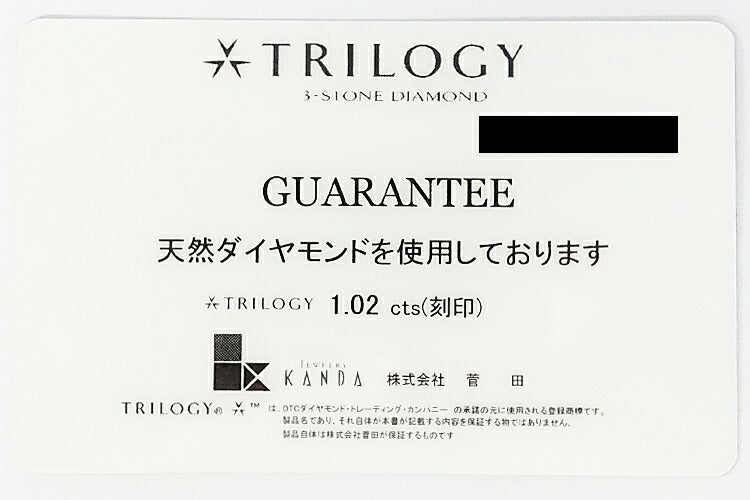 TRILOGY
3-STONE DIAMOND
GUARANTEE
天然ダイヤモンドを使用しております
TRILOGY 1.02 cts(刻印)
JEWELRY
KANDA 株式会社 菅 田
TRILOGY® ™ は、DTCダイヤモンド・トレーディング・カンパニー の承諾の元に使用される登録商標です。
製品名であり、それ自体が本書が記載する内容を保証する物ではありません。
製品自体は株式会社菅田が保証するものです